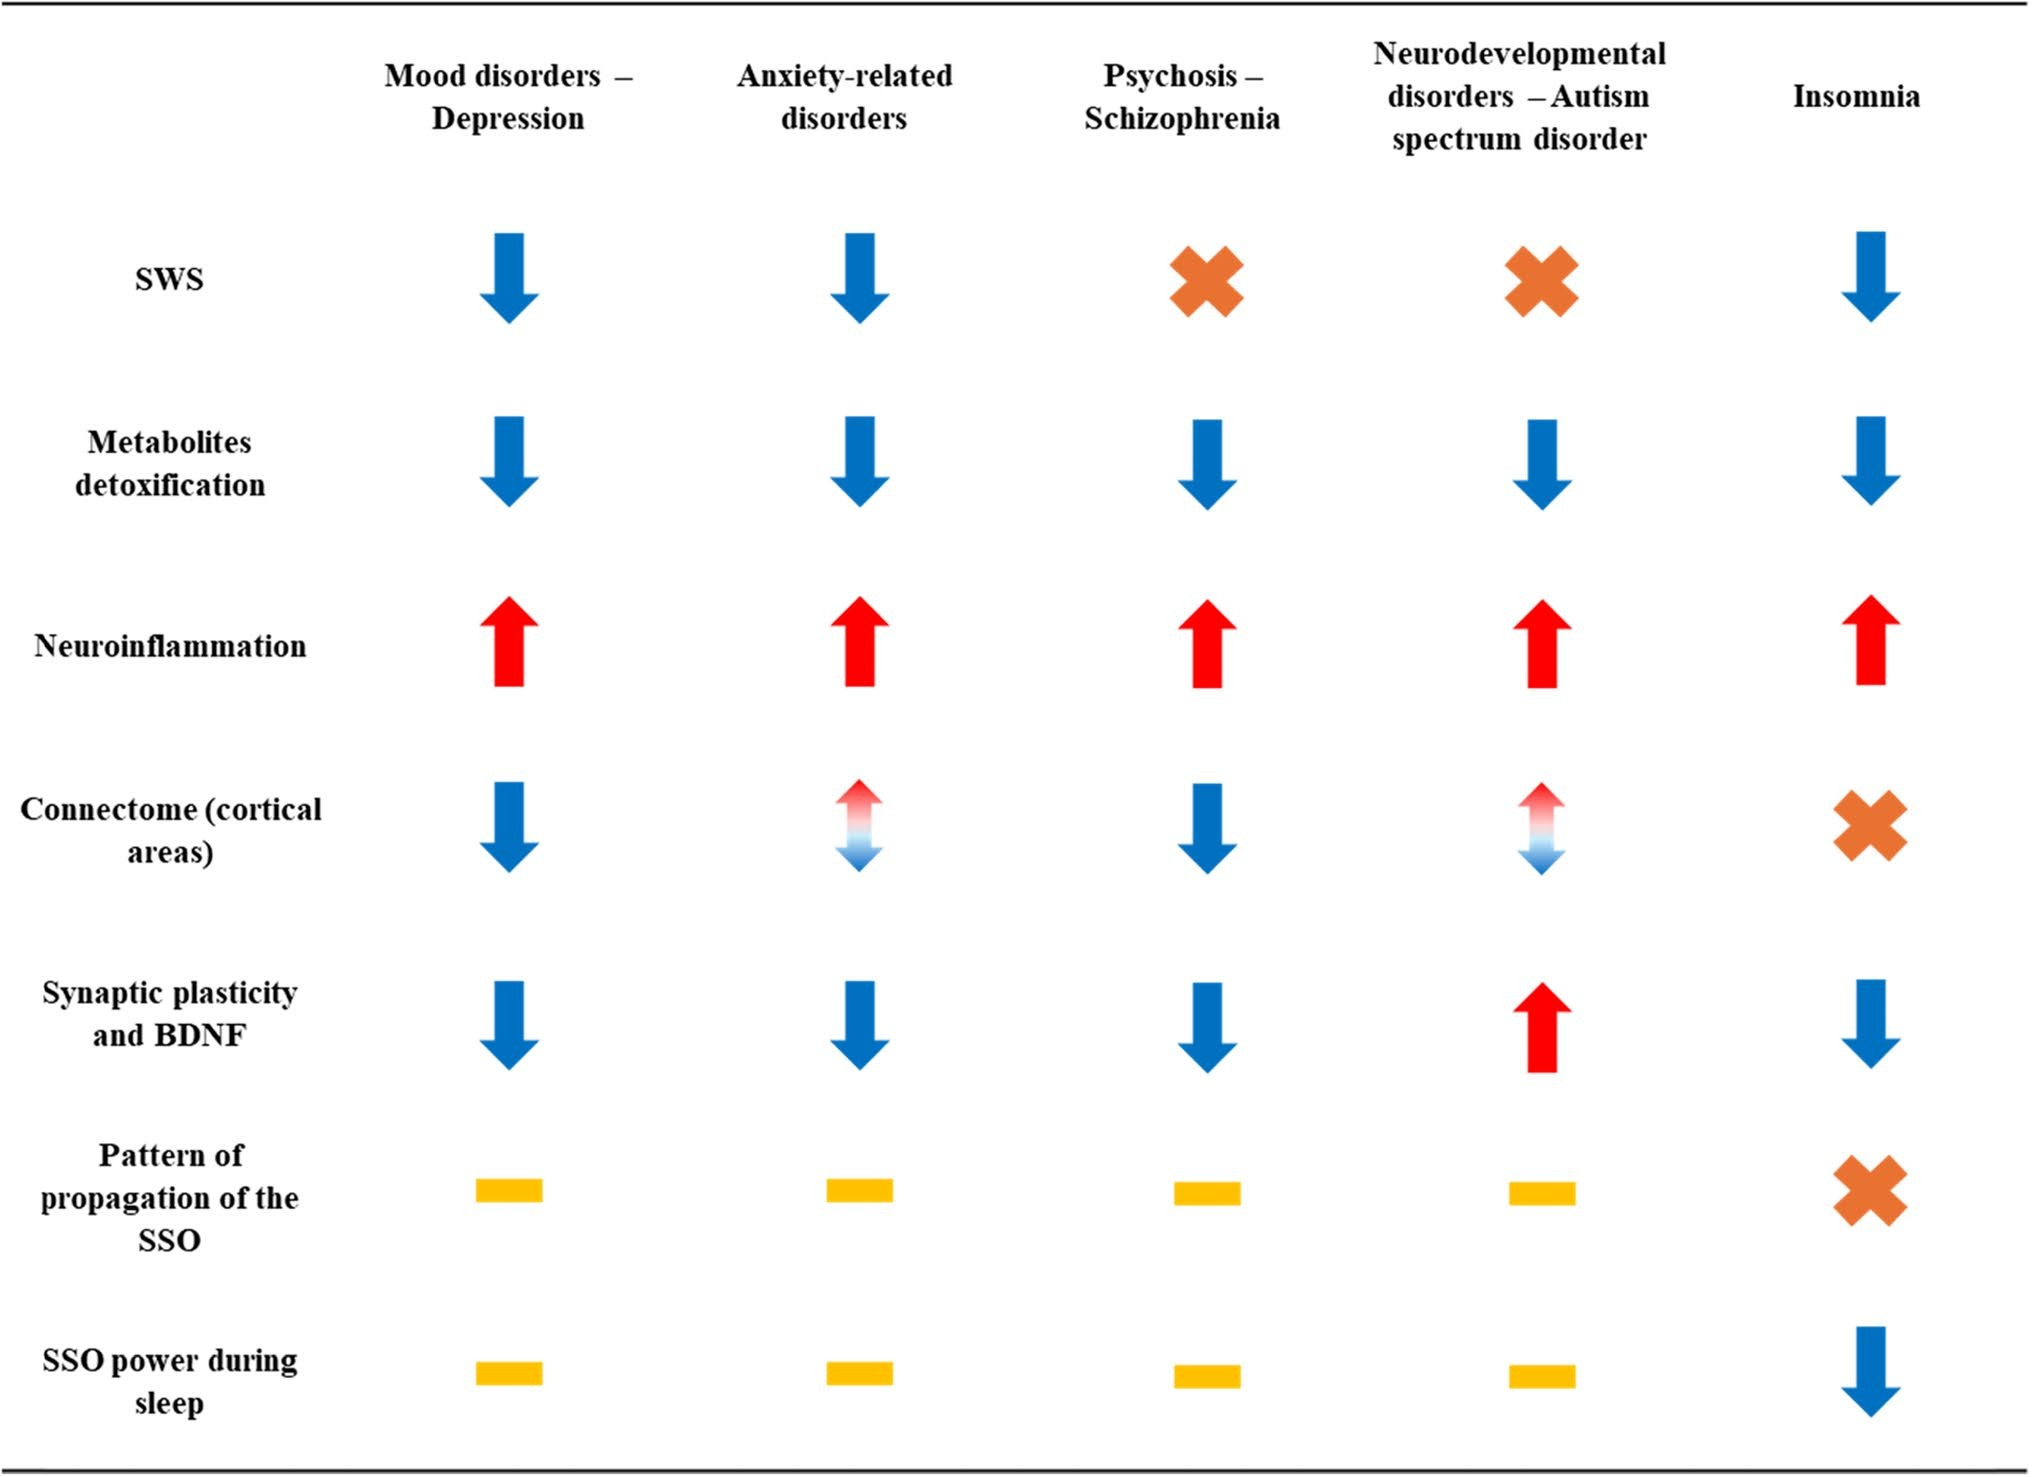 Mood disorders –
Depression
Anxiety-related
disorders
Psychosis –
Schizophrenia
Neurodevelopmental
disorders – Autism
spectrum disorder
Insomnia
SWS
Metabolites
detoxification
Neuroinflammation
Connectome (cortical
areas)
Synaptic plasticity
and BDNF
Pattern of
propagation of the
SSO
SSO power during
sleep